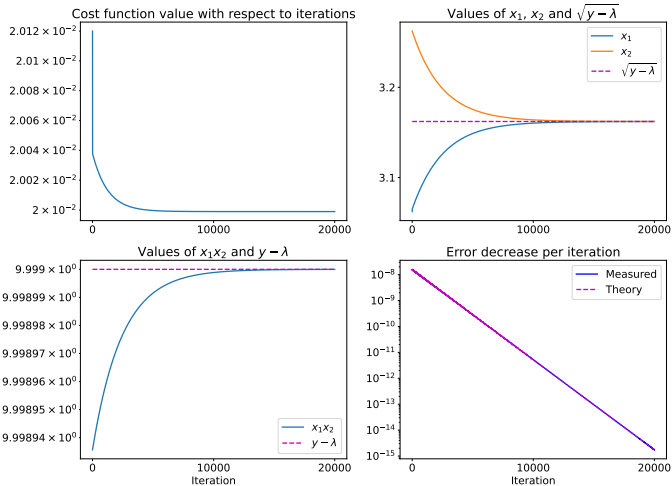 Cost function value with respect to iterations
2.012 × 10⁻²
2.01 × 10⁻²
2.008 × 10⁻²
2.006 × 10⁻²
2.004 × 10⁻²
2.002 × 10⁻²
2 × 10⁻²
0 10000 20000
Values of x₁, x₂ and √(y − λ)
x₁
x₂
√(y − λ)
3.2
3.1
0 10000 20000
Values of x₁x₂ and y − λ
9.999 × 10⁰
9.99899 × 10⁰
9.99898 × 10⁰
9.99897 × 10⁰
9.99896 × 10⁰
9.99895 × 10⁰
9.99894 × 10⁰
x₁x₂
y − λ
0 10000 20000
Iteration
Error decrease per iteration
Measured
Theory
10⁻⁸
10⁻⁹
10⁻¹⁰
10⁻¹¹
10⁻¹²
10⁻¹³
10⁻¹⁴
10⁻¹⁵
0 10000 20000
Iteration